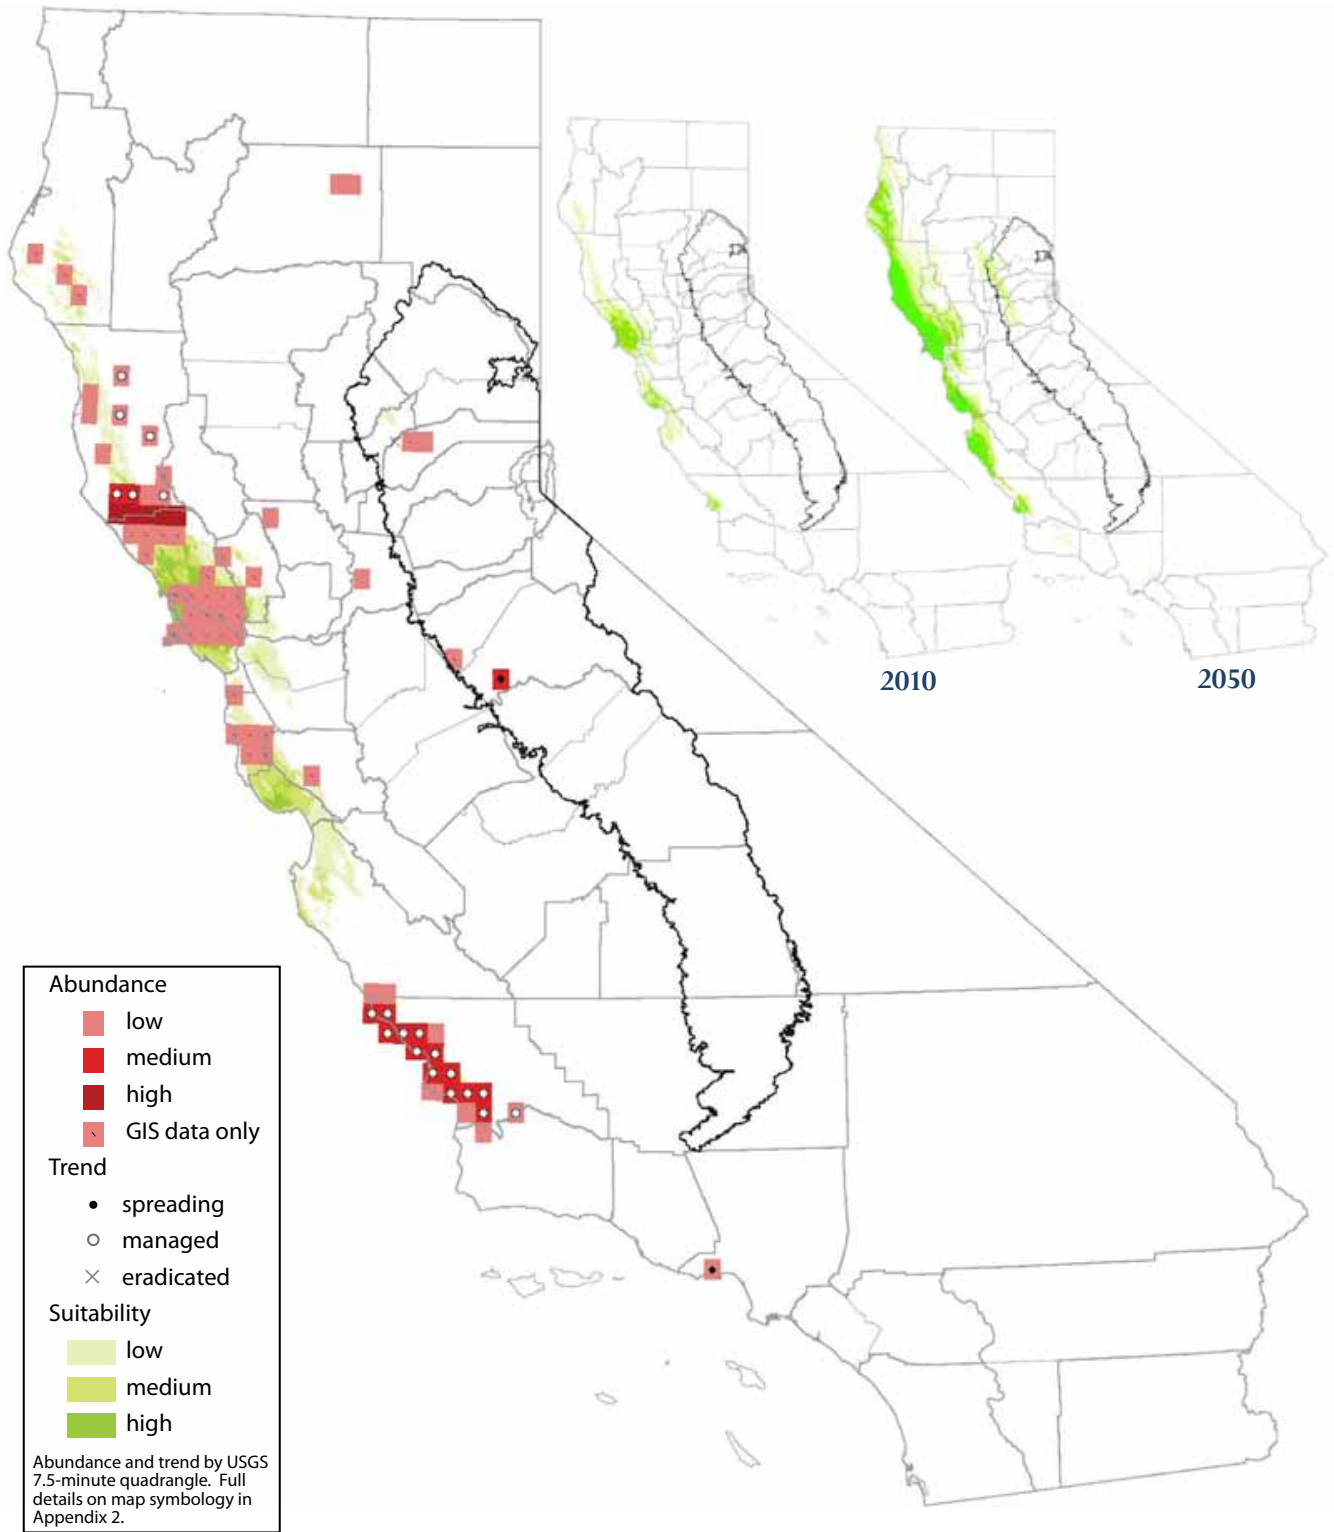 2010
2050
Abundance
low
medium
high
GIS data only
Trend
spreading
managed
eradicated
Suitability
low
medium
high
Abundance and trend by USGS
7.5-minute quadrangle. Full
details on map symbology in
Appendix 2.